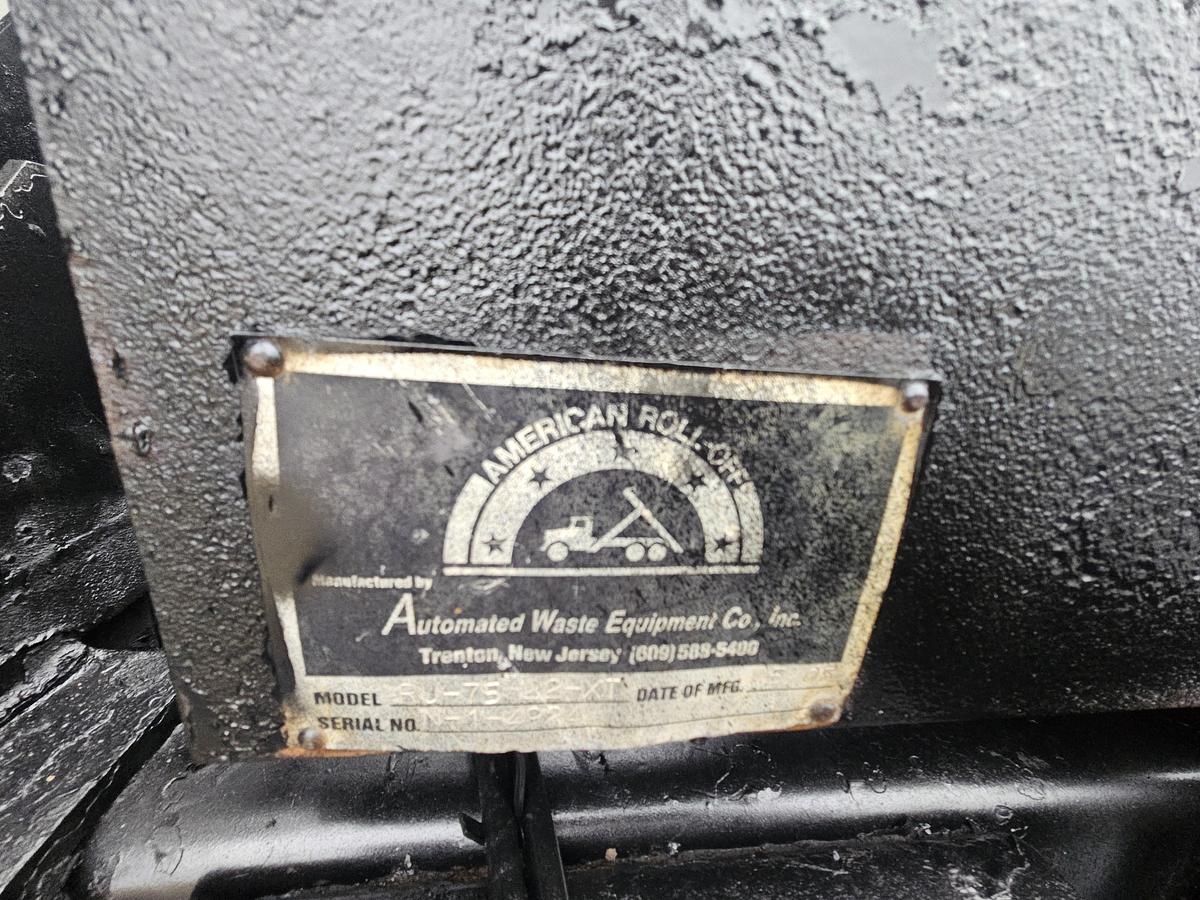 AMERICAN ROLL-OFF
Manufactured by
Automated Waste Equipment Co., Inc.
Trenton, New Jersey (609) 588-5400
MODEL
DATE OF MFG.
SERIAL NO.